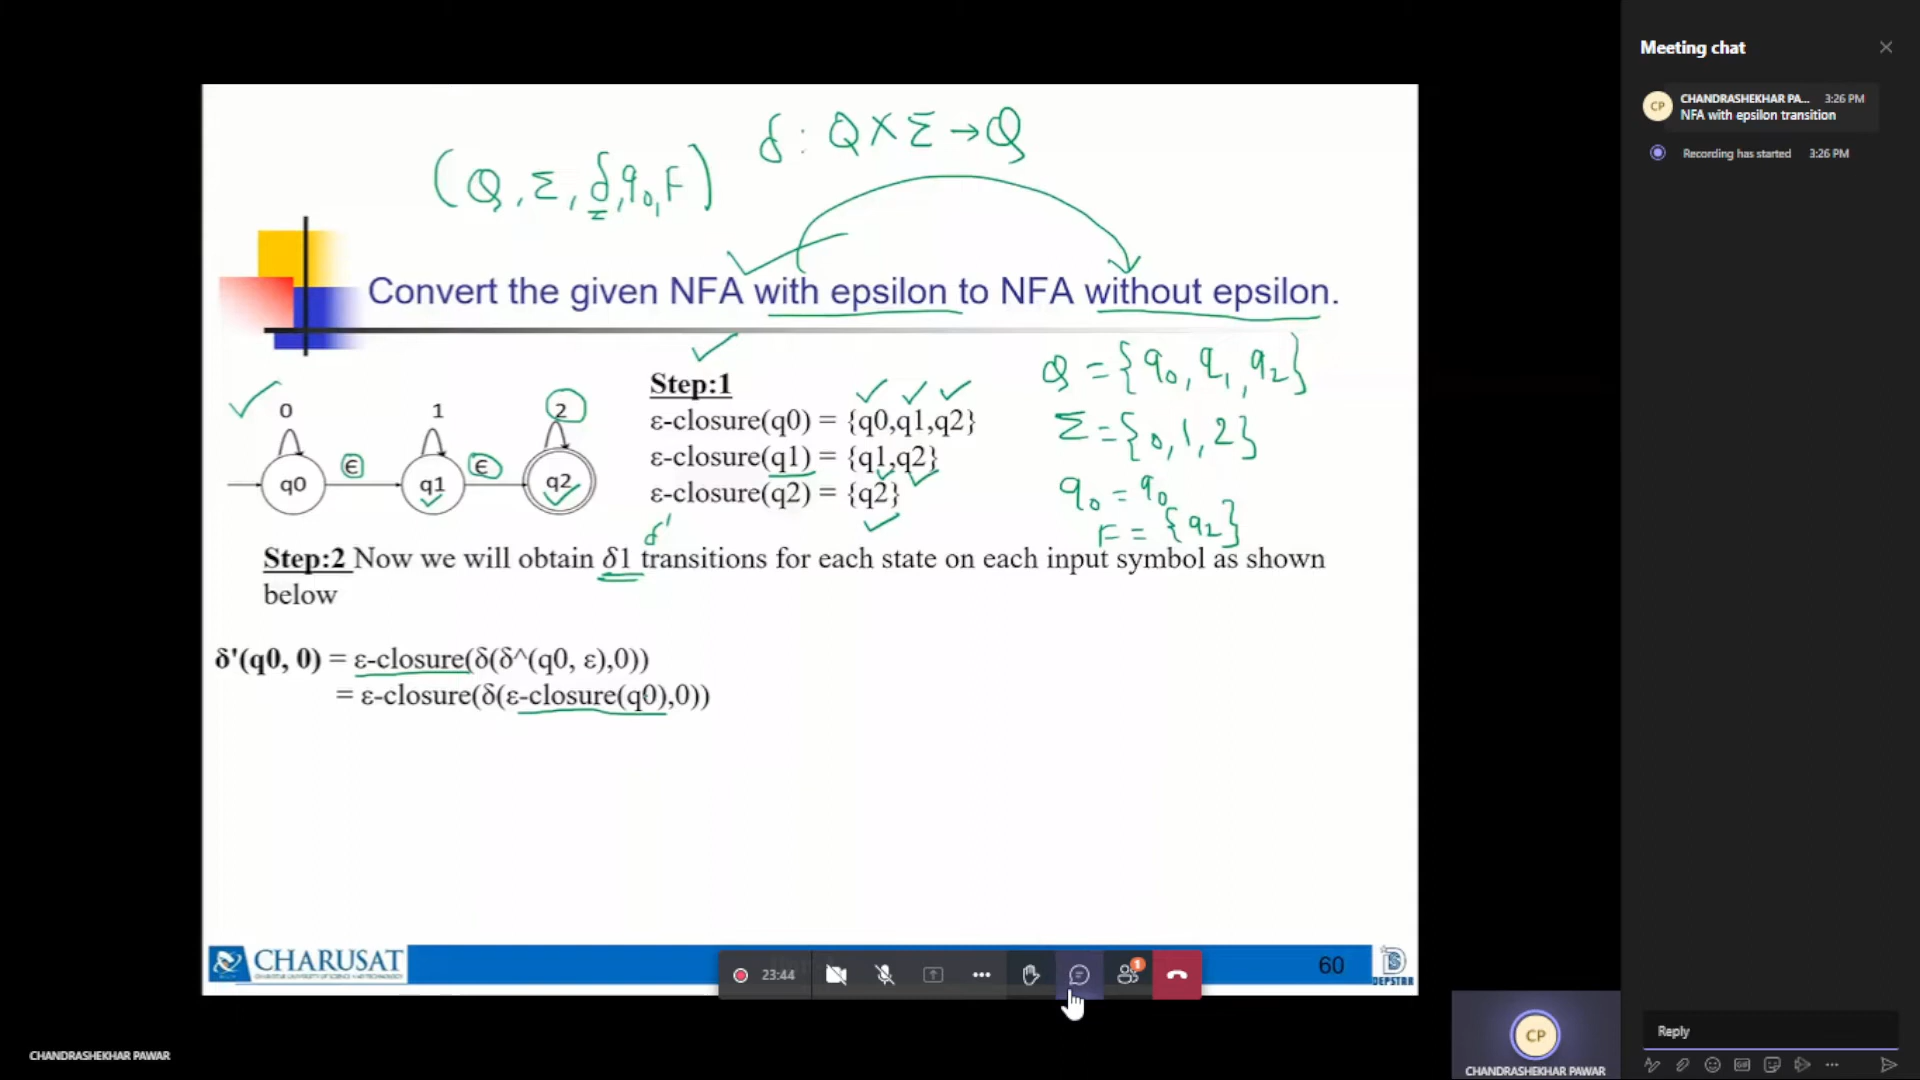 Meeting chat
CP
CHANDRASHEKHAR PA... 3:26 PM
NFA with epsilon transition
Recording has started 3:26 PM
δ : Q X Σ → Q
(Q, Σ, δ, q0, F)
Convert the given NFA with epsilon to NFA without epsilon.
0 1 2
ϵ ϵ
q0 q1 q2
Step:1
ε-closure(q0) = {q0,q1,q2}
ε-closure(q1) = {q1,q2}
ε-closure(q2) = {q2}
Q = {q0, q1, q2}
Σ = {0, 1, 2}
q0 = q0
F = {q2}
δ'
Step:2 Now we will obtain δ1 transitions for each state on each input symbol as shown
below
δ'(q0, 0) = ε-closure(δ(δ^(q0, ε),0))
= ε-closure(δ(ε-closure(q0),0))
CHARUSAT
23:44
1
60
DEPSTAR
CHANDRASHEKHAR PAWAR
CP
CHANDRASHEKHAR PAWAR
Reply
GIF